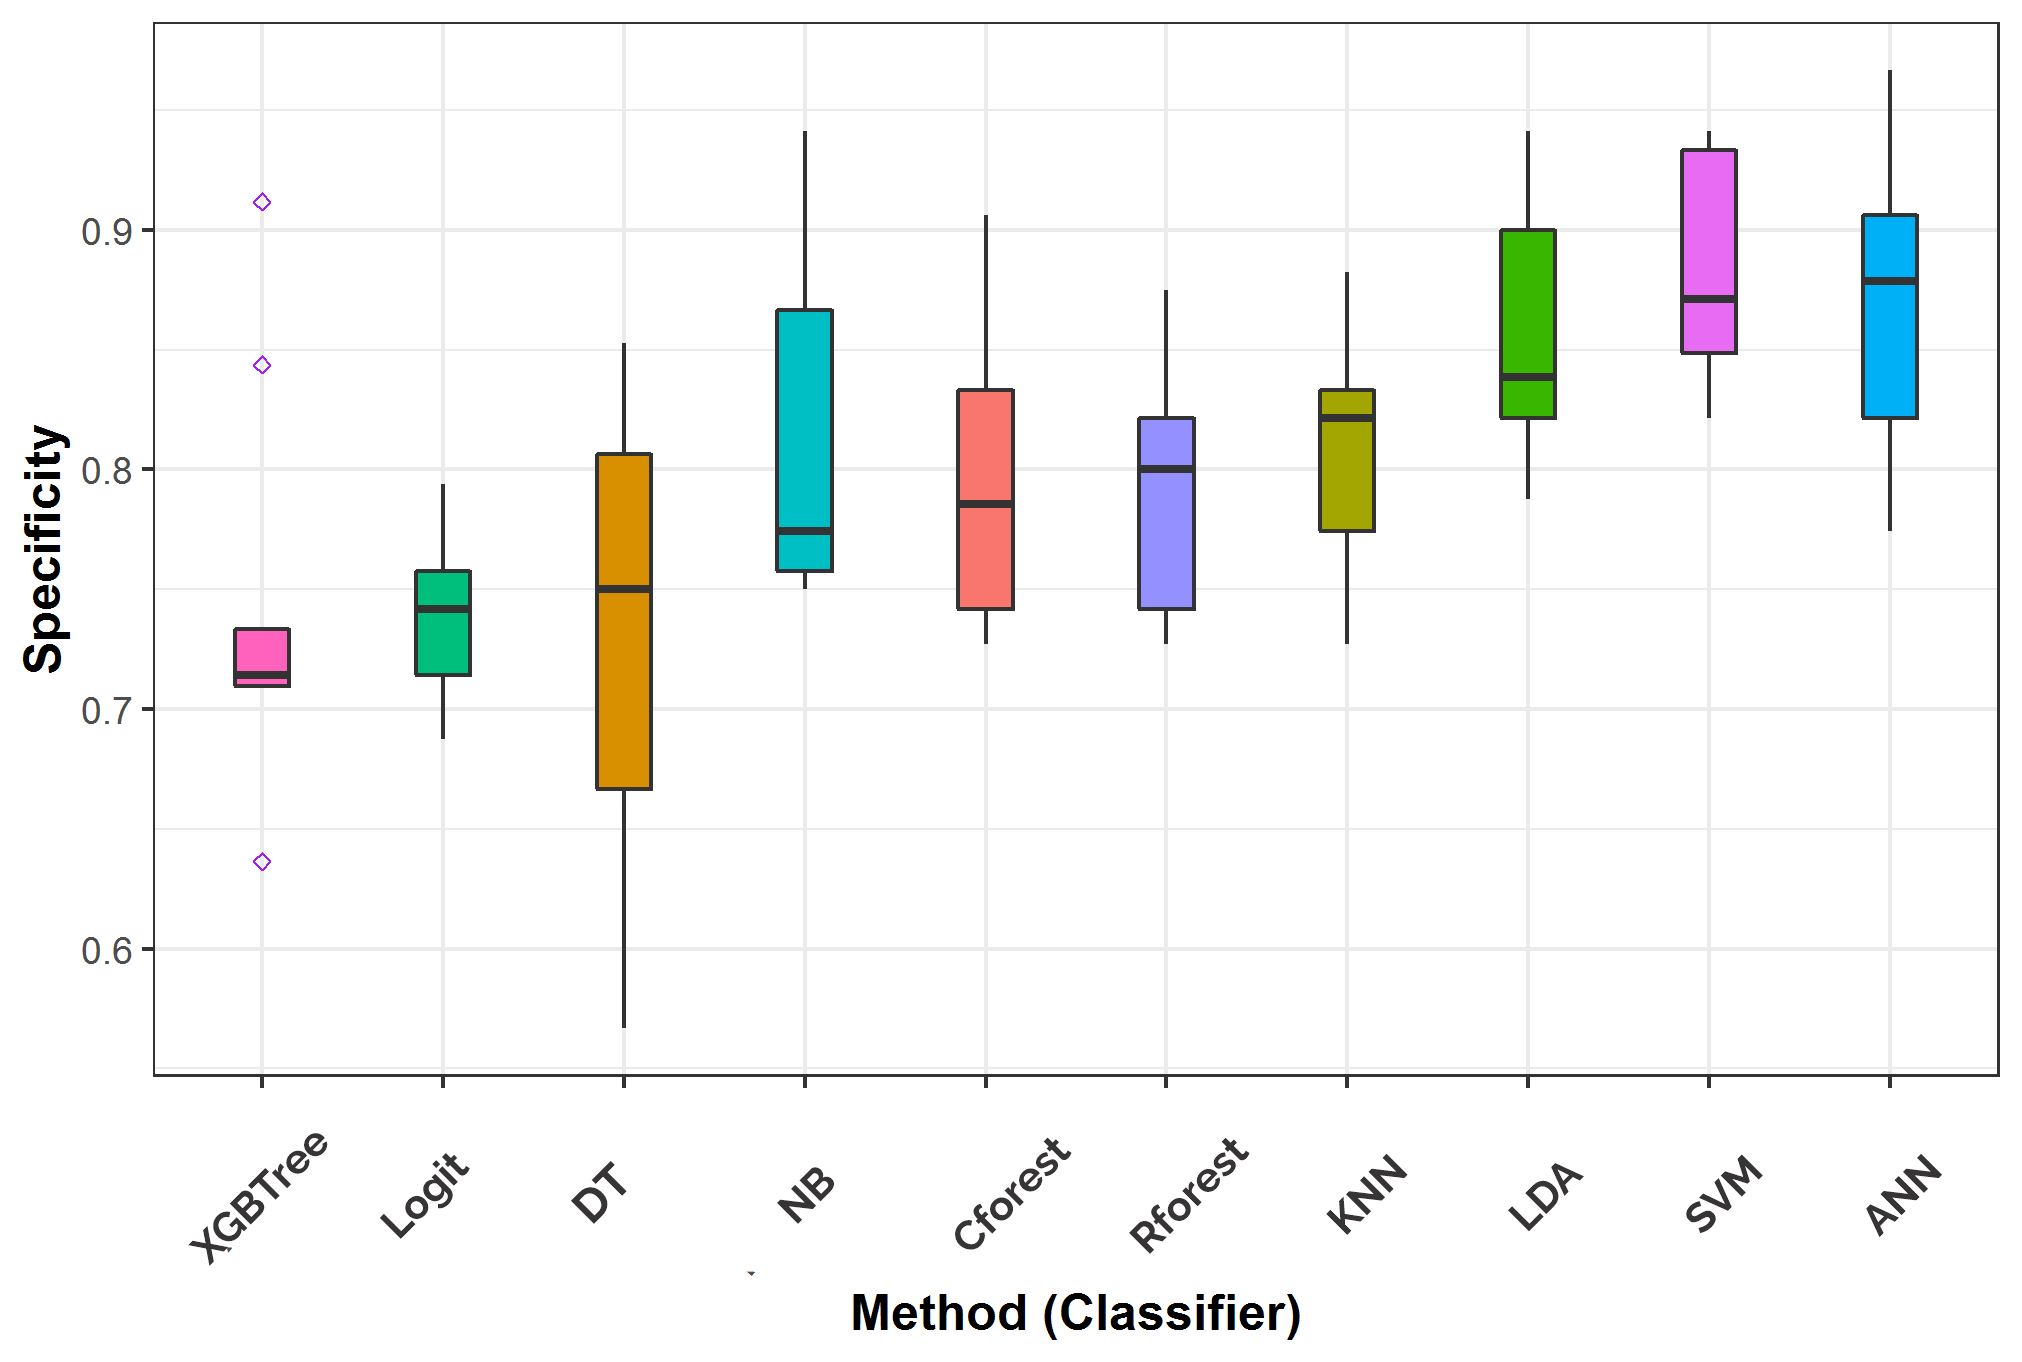 Specificity
0.9
0.8
0.7
0.6
XGBTree
Logit
DT
NB
Cforest
Rforest
KNN
LDA
SVM
ANN
Method (Classifier)